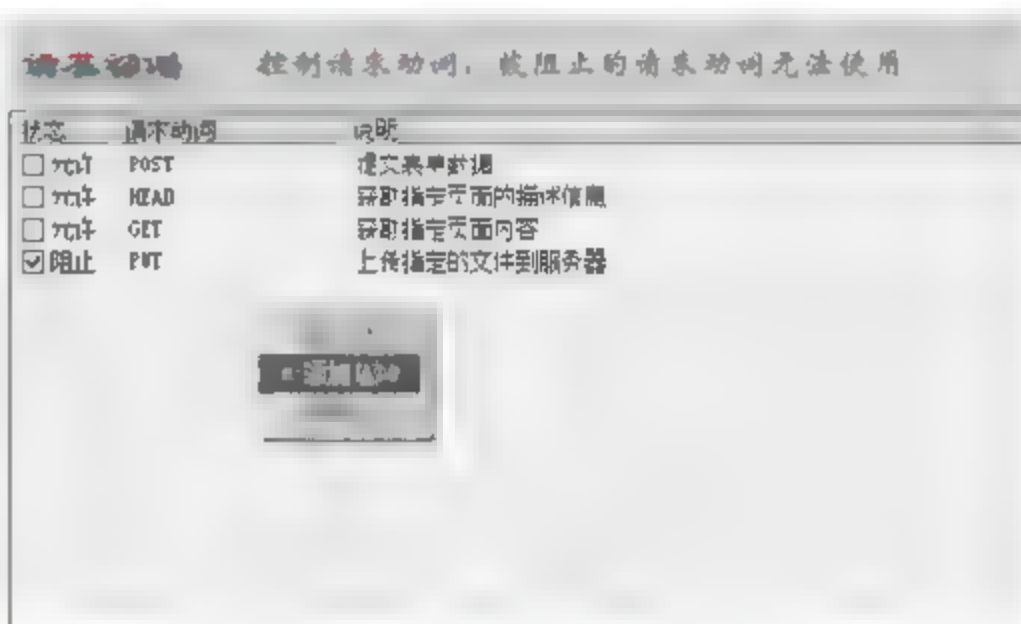 请求动词 控制请求动词，被阻止的请求动词无法使用
状态 请求动词 说明
允许 POST 提交表单数据
允许 HEAD 获取指定页面的描述信息
允许 GET 获取指定页面内容
阻止 PUT 上传指定的文件到服务器
添加